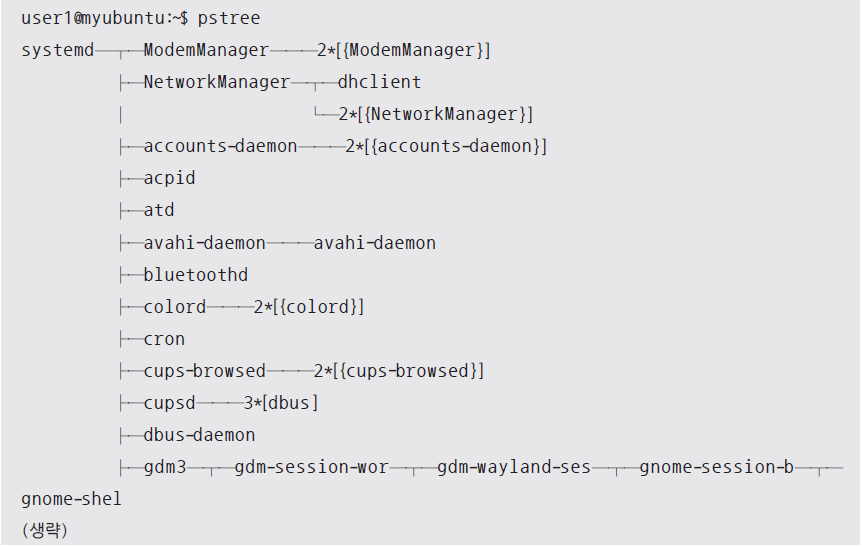 user1@myubuntu:~$ pstree
systemd─┬─ModemManager───2*[{ModemManager}]
        ├─NetworkManager─┬─dhclient
        │                └─2*[{NetworkManager}]
        ├─accounts-daemon───2*[{accounts-daemon}]
        ├─acpid
        ├─atd
        ├─avahi-daemon───avahi-daemon
        ├─bluetoothd
        ├─colord───2*[{colord}]
        ├─cron
        ├─cups-browsed───2*[{cups-browsed}]
        ├─cupsd───3*[dbus]
        ├─dbus-daemon
        ├─gdm3─┬─gdm-session-wor─┬─gdm-wayland-ses─┬─gnome-session-b─┬─
gnome-shel
(생략)